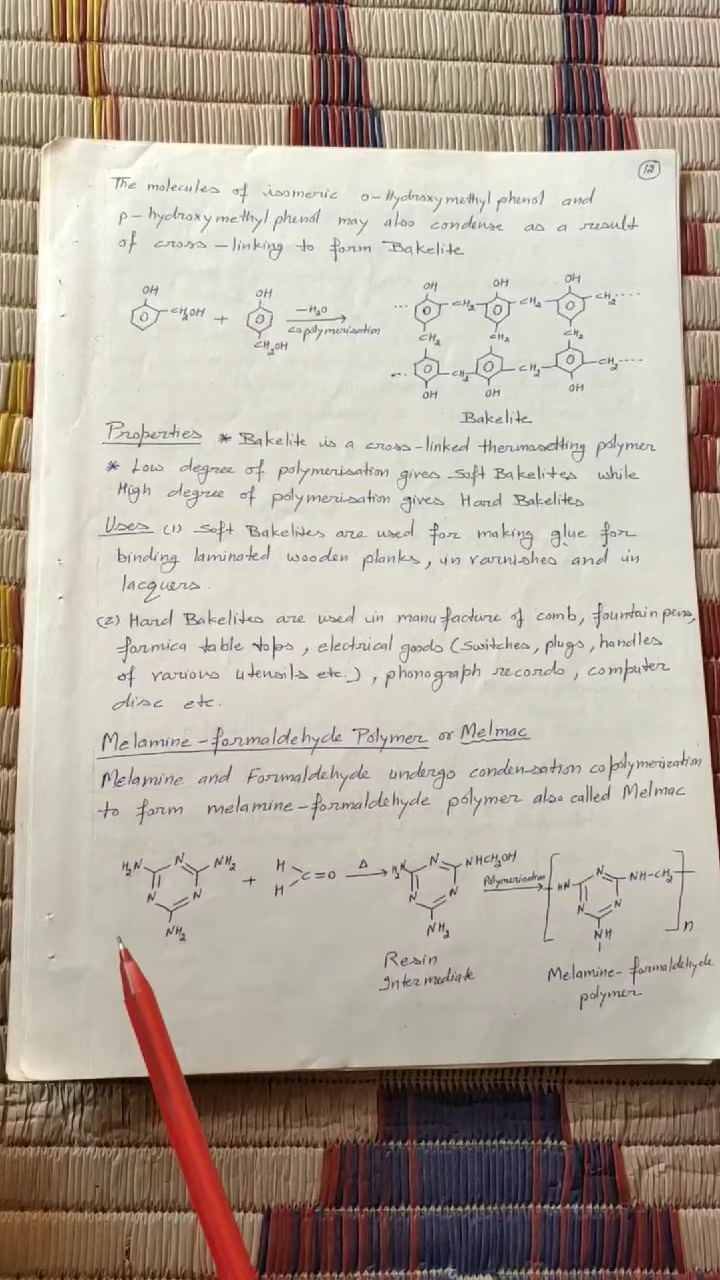 12
The molecules of isomeric o-Hydroxymethyl phenol and
p-hydroxymethyl phenol may also condense as a result
of cross-linking to form Bakelite
OH CH2OH + OH CH2OH -H2O copolymerisation
... OH CH2 OH CH2 OH CH2 ....
CH2 CH2 CH2
... CH2 CH2 CH2 ....
OH OH OH
Bakelite
Properties * Bakelite is a cross-linked thermosetting polymer
* Low degree of polymerisation gives soft Bakelites while
High degree of polymerisation gives Hard Bakelites
Uses (1) Soft Bakelites are used for making glue for
binding laminated wooden planks, in varnishes and in
lacquers.
(2) Hard Bakelites are used in manufacture of comb, fountain pens,
formica table tops, electrical goods (switches, plugs, handles
of various utensils etc.), phonograph records, computer
disc etc.
Melamine-formaldehyde Polymer or Melmac
Melamine and Formaldehyde undergo condensation copolymerization
to form melamine-formaldehyde polymer also called Melmac
H2N N NH2 N N NH2 + H H C=O Δ H2N N NHCH2OH N N NH2 Polymerisation [HN N NH-CH2 N N NH]n
Resin
Intermediate
Melamine-formaldehyde
polymer